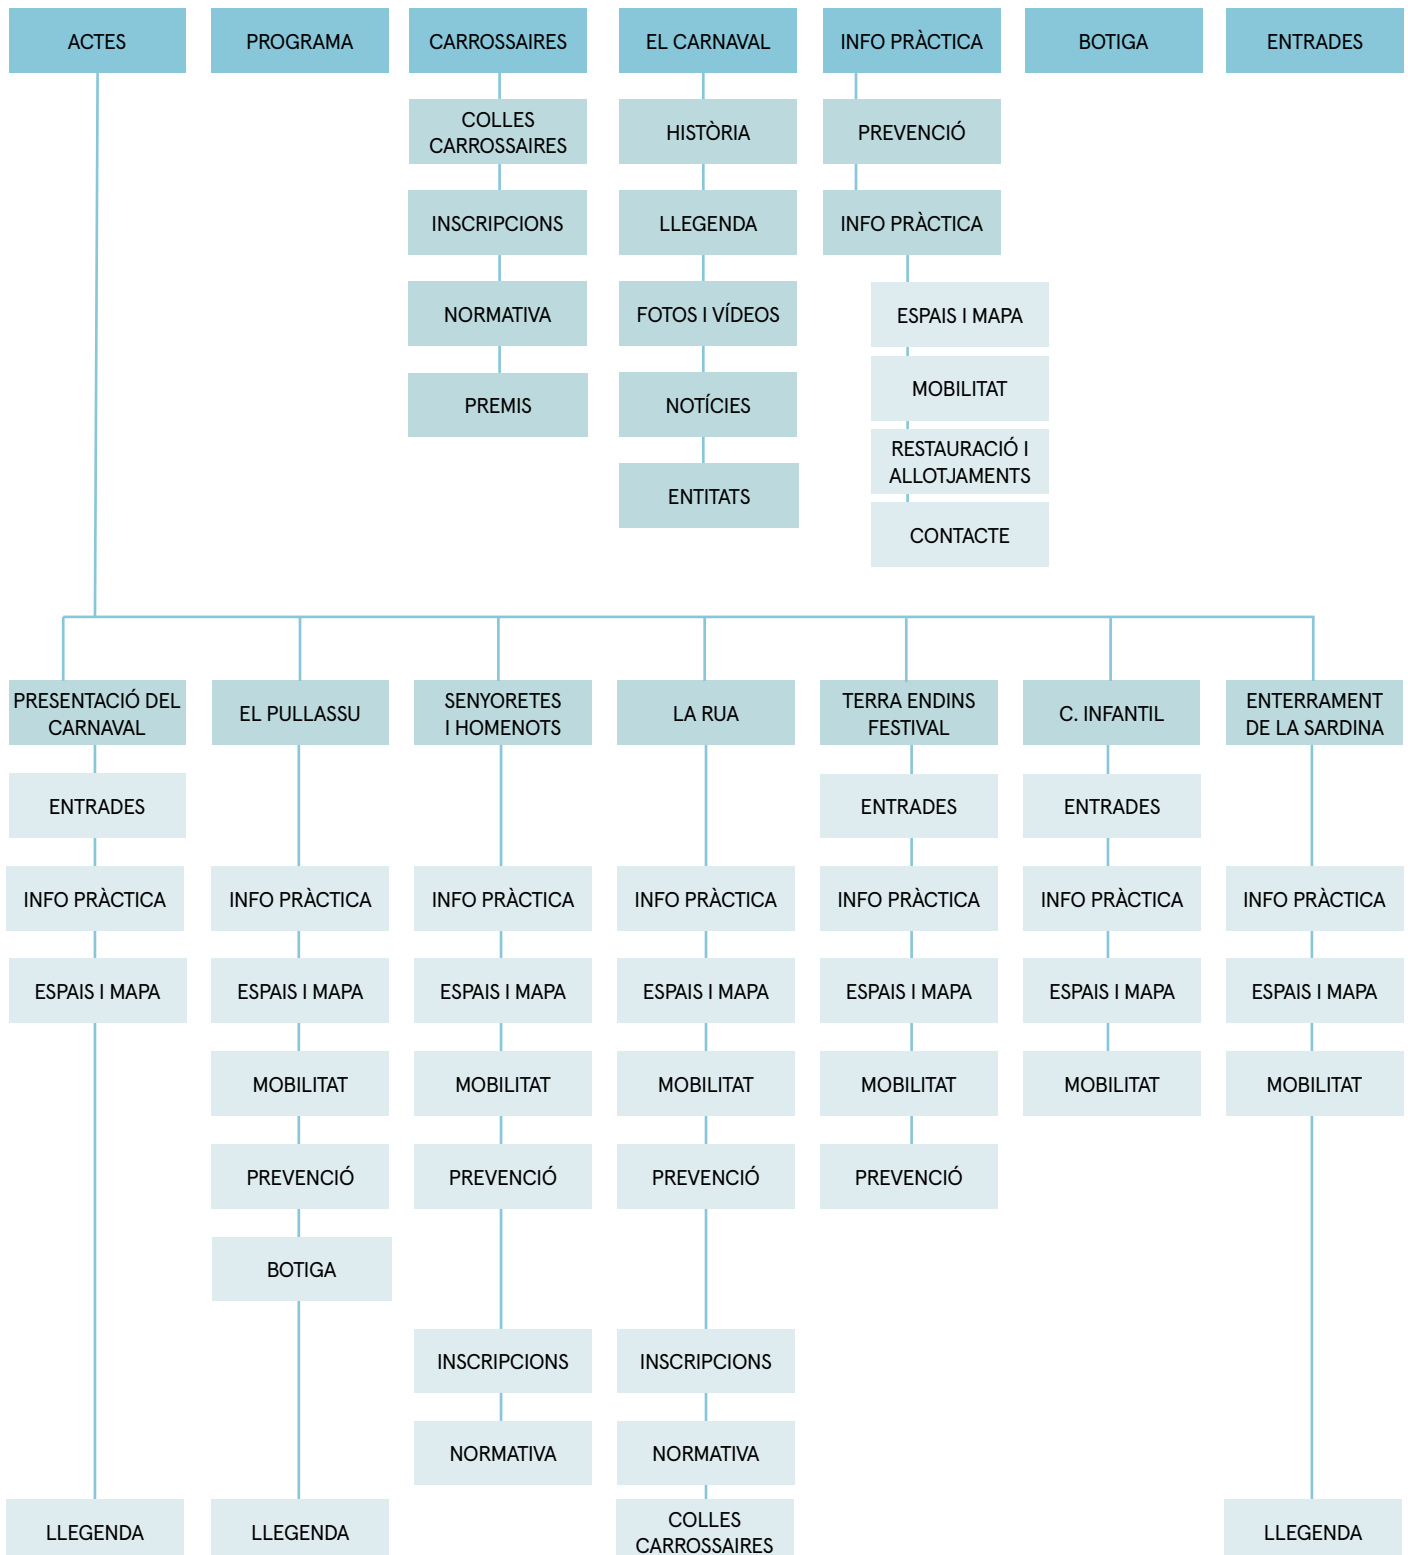 ACTES
PROGRAMA
CARROSSAIRES
EL CARNAVAL
INFO PRÀCTICA
BOTIGA
ENTRADES
COLLES
CARROSSAIRES
HISTÒRIA
PREVENCIÓ
INSCRIPCIONS
LLEGENDA
INFO PRÀCTICA
NORMATIVA
FOTOS I VÍDEOS
ESPAIS I MAPA
PREMIS
NOTÍCIES
MOBILITAT
ENTITATS
RESTAURACIÓ I
ALLOTJAMENTS
CONTACTE
PRESENTACIÓ DEL
CARNAVAL
EL PULLASSU
SENYORETES
I HOMENOTS
LA RUA
TERRA ENDINS
FESTIVAL
C. INFANTIL
ENTERRAMENT
DE LA SARDINA
ENTRADES
ENTRADES
ENTRADES
INFO PRÀCTICA
INFO PRÀCTICA
INFO PRÀCTICA
INFO PRÀCTICA
INFO PRÀCTICA
INFO PRÀCTICA
INFO PRÀCTICA
ESPAIS I MAPA
ESPAIS I MAPA
ESPAIS I MAPA
ESPAIS I MAPA
ESPAIS I MAPA
ESPAIS I MAPA
ESPAIS I MAPA
MOBILITAT
MOBILITAT
MOBILITAT
MOBILITAT
MOBILITAT
MOBILITAT
PREVENCIÓ
PREVENCIÓ
PREVENCIÓ
PREVENCIÓ
BOTIGA
INSCRIPCIONS
INSCRIPCIONS
NORMATIVA
NORMATIVA
LLEGENDA
LLEGENDA
COLLES
CARROSSAIRES
LLEGENDA